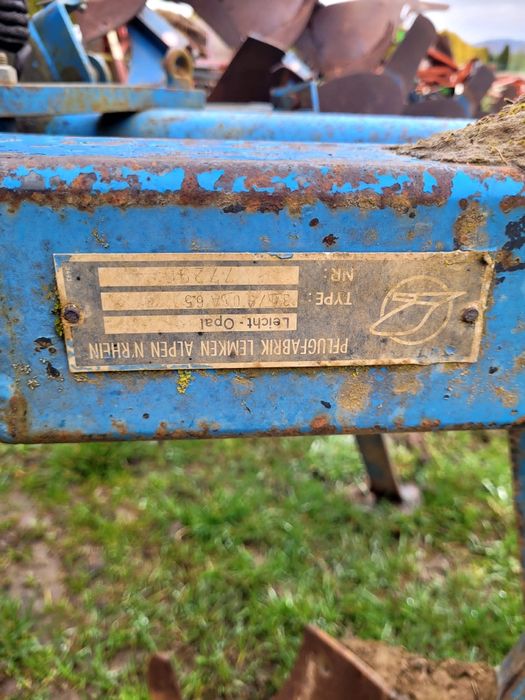 PFLUGFABRIK LEMKEN ALPEN N'RHEIN
Leicht-Opal
TYPE:
NR: